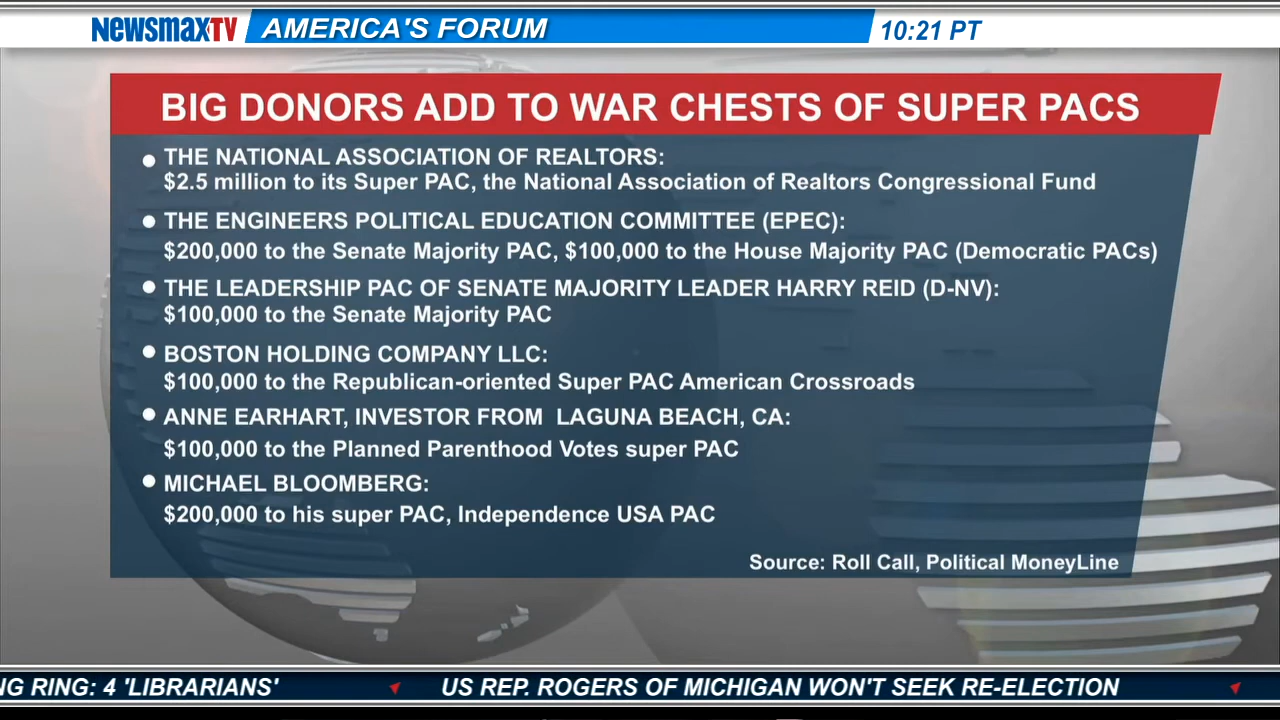 NEWSMAXTV AMERICA'S FORUM 10:21 PT
BIG DONORS ADD TO WAR CHESTS OF SUPER PACS
• THE NATIONAL ASSOCIATION OF REALTORS:
$2.5 million to its Super PAC, the National Association of Realtors Congressional Fund
• THE ENGINEERS POLITICAL EDUCATION COMMITTEE (EPEC):
$200,000 to the Senate Majority PAC, $100,000 to the House Majority PAC (Democratic PACs)
• THE LEADERSHIP PAC OF SENATE MAJORITY LEADER HARRY REID (D-NV):
$100,000 to the Senate Majority PAC
• BOSTON HOLDING COMPANY LLC:
$100,000 to the Republican-oriented Super PAC American Crossroads
• ANNE EARHART, INVESTOR FROM LAGUNA BEACH, CA:
$100,000 to the Planned Parenthood Votes super PAC
• MICHAEL BLOOMBERG:
$200,000 to his super PAC, Independence USA PAC
Source: Roll Call, Political MoneyLine
NG RING: 4 'LIBRARIANS' US REP. ROGERS OF MICHIGAN WON'T SEEK RE-ELECTION